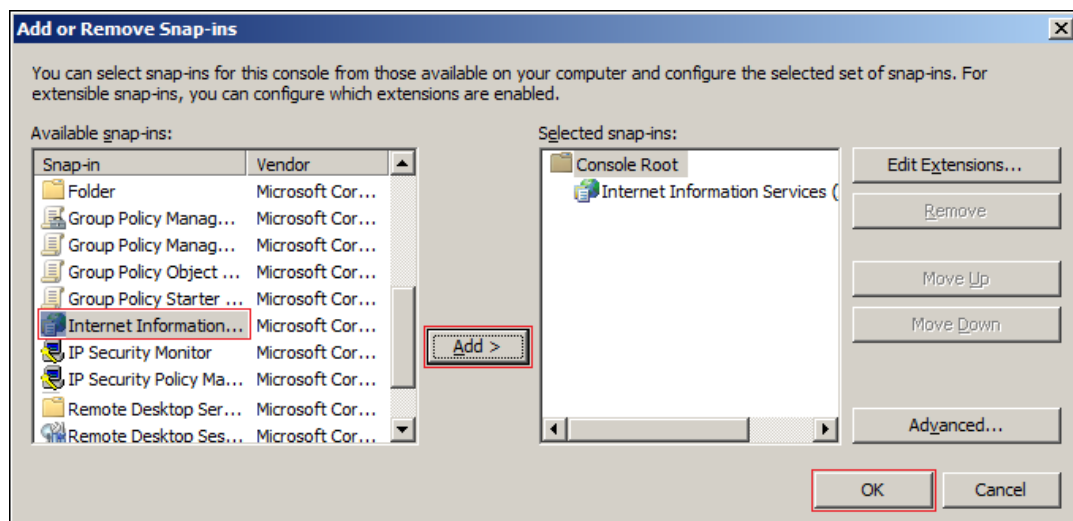 Add or Remove Snap-ins
You can select snap-ins for this console from those available on your computer and configure the selected set of snap-ins. For
extensible snap-ins, you can configure which extensions are enabled.
Available snap-ins:
Snap-in Vendor
Folder Microsoft Cor...
Group Policy Manag... Microsoft Cor...
Group Policy Manag... Microsoft Cor...
Group Policy Object ... Microsoft Cor...
Group Policy Starter ... Microsoft Cor...
Internet Information... Microsoft Cor...
IP Security Monitor Microsoft Cor...
IP Security Policy Ma... Microsoft Cor...
Remote Desktop Ser... Microsoft Cor...
Remote Desktop Ses... Microsoft Cor...
Add >
Selected snap-ins:
Console Root
Internet Information Services (
Edit Extensions...
Remove
Move Up
Move Down
Advanced...
OK
Cancel